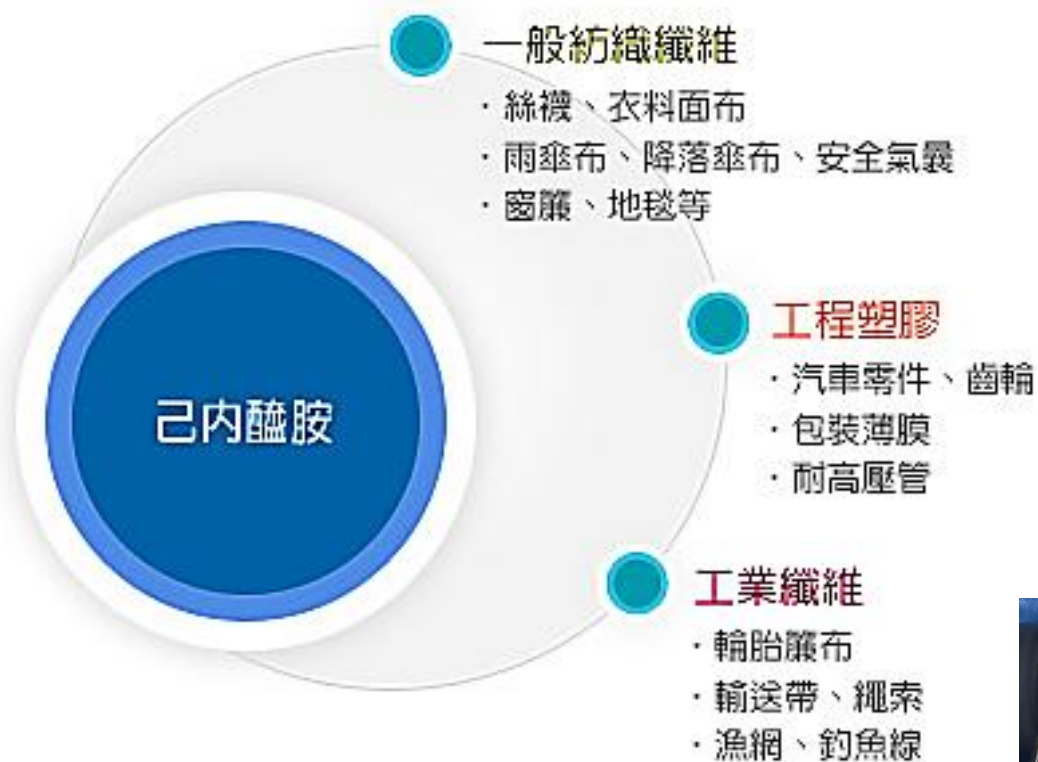 一般紡織纖維
·絲襪、衣料面布
·雨傘布、降落傘布、安全氣曩
·窗簾、地毯等
己內醯胺
工程塑膠
·汽車零件、齒輪
·包裝薄膜
·耐高壓管
工業纖維
·輪胎簾布
·輸送帶、繩索
·漁網、釣魚線